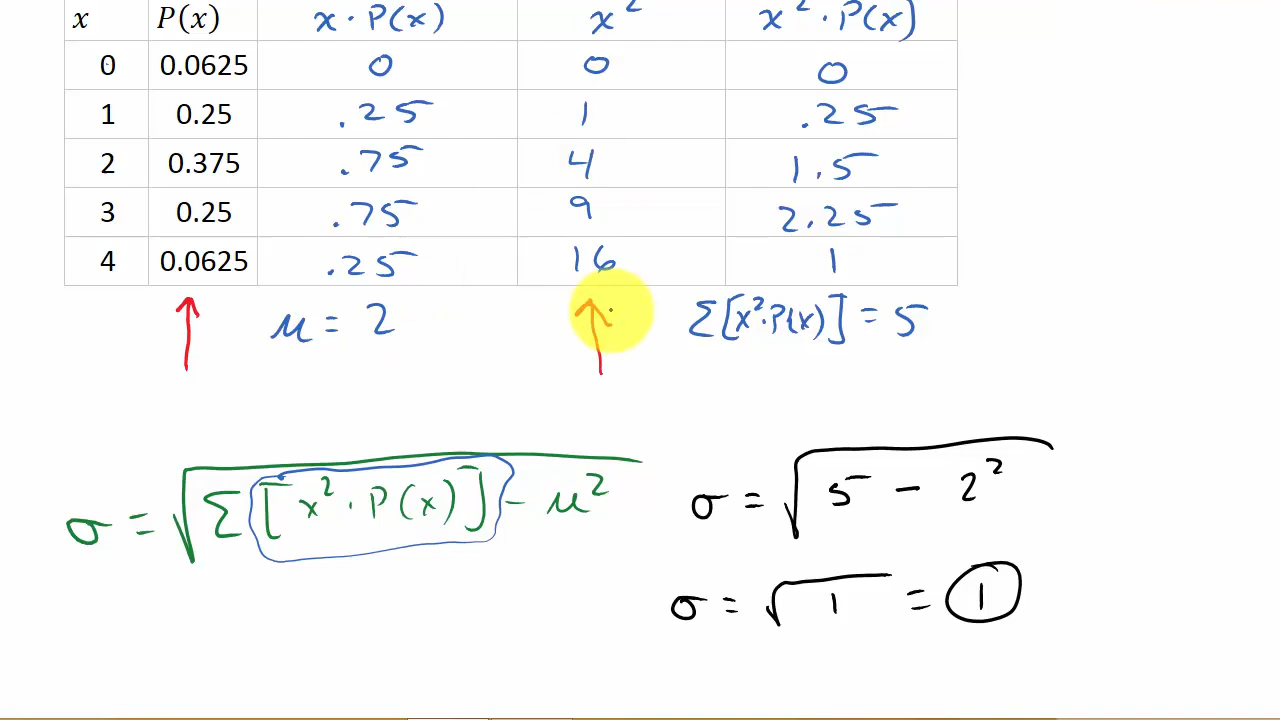 x P(x) x · P(x) x² x² · P(x)
0 0.0625 0 0 0
1 0.25 .25 1 .25
2 0.375 .75 4 1.5
3 0.25 .75 9 2.25
4 0.0625 .25 16 1
μ = 2 Σ[x²·P(x)] = 5
σ = √(Σ[x² · P(x)] - μ²)
σ = √(5 - 2²)
σ = √1 = 1